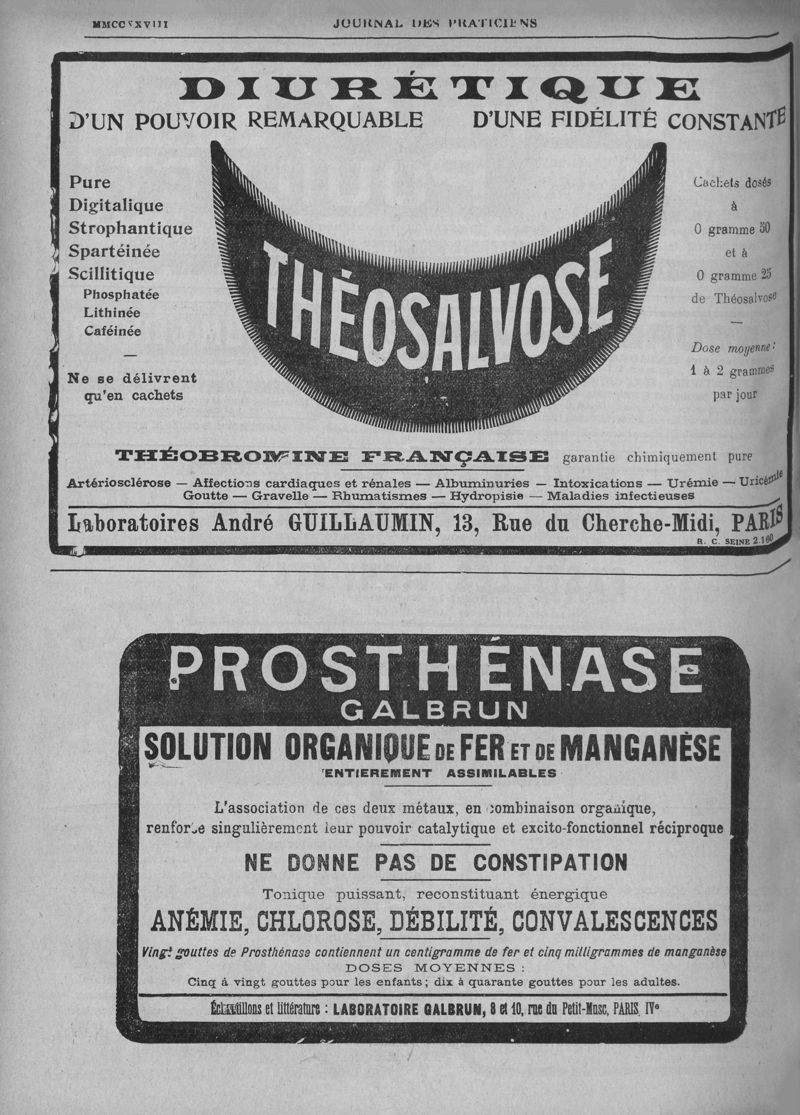 JOURNAL DES PRATICIENS
DIURÉTIQUE
D'UN POUVOIR REMARQUABLE D'UNE FIDÉLITÉ CONSTANTE
Pure
Digitalique
Strophantique
Spartéinée
Scillitique
Phosphatée
Lithinée
Caféinée
—
Ne se délivrent
qu'en cachets
THÉOSALVOSE
Cachets dosés
à
0 gramme 50
et à
0 gramme 25
de Théosalvose
—
Dose moyenne :
1 à 2 grammes
par jour
THÉOBROMINE FRANÇAISE garantie chimiquement pure
Artériosclérose — Affections cardiaques et rénales — Albuminuries — Intoxications — Urémie — Uricémie
Goutte — Gravelle — Rhumatismes — Hydropisie — Maladies infectieuses
Laboratoires André GUILLAUMIN, 13, Rue du Cherche-Midi, PARIS
R. C. SEINE 2.160
PROSTHÉNASE
GALBRUN
SOLUTION ORGANIQUE DE FER ET DE MANGANÈSE
ENTIEREMENT ASSIMILABLES
L'association de ces deux métaux, en combinaison organique,
renforce singulièrement leur pouvoir catalytique et excito-fonctionnel réciproque
NE DONNE PAS DE CONSTIPATION
Tonique puissant, reconstituant énergique
ANÉMIE, CHLOROSE, DÉBILITÉ, CONVALESCENCES
Vingt gouttes de Prosthénase contiennent un centigramme de fer et cinq milligrammes de manganèse
DOSES MOYENNES :
Cinq à vingt gouttes pour les enfants ; dix à quarante gouttes pour les adultes.
Échantillons et littérature : LABORATOIRE GALBRUN, 8 et 10, rue du Petit-Musc, PARIS, IVe